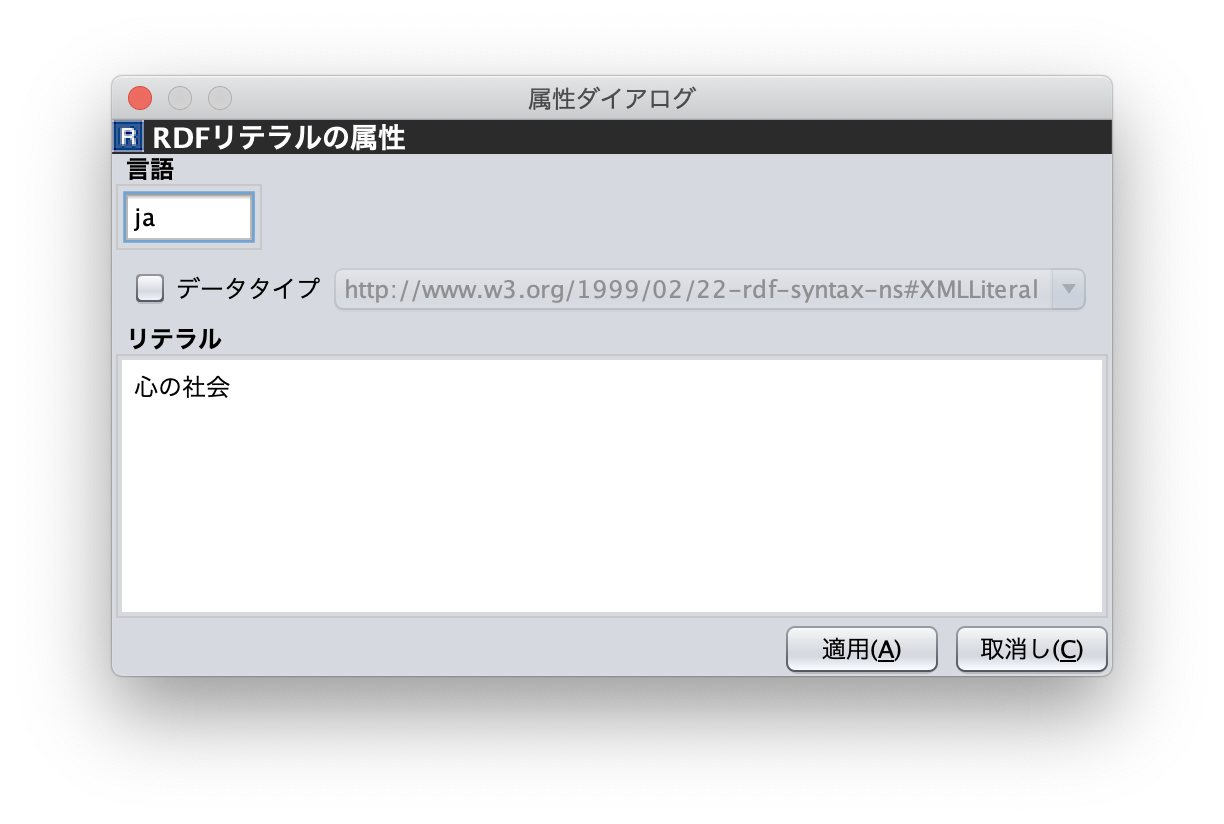 属性ダイアログ
R RDFリテラルの属性
言語
ja
データタイプ http://www.w3.org/1999/02/22-rdf-syntax-ns#XMLLiteral
リテラル
心の社会
適用(A) 取消し(C)